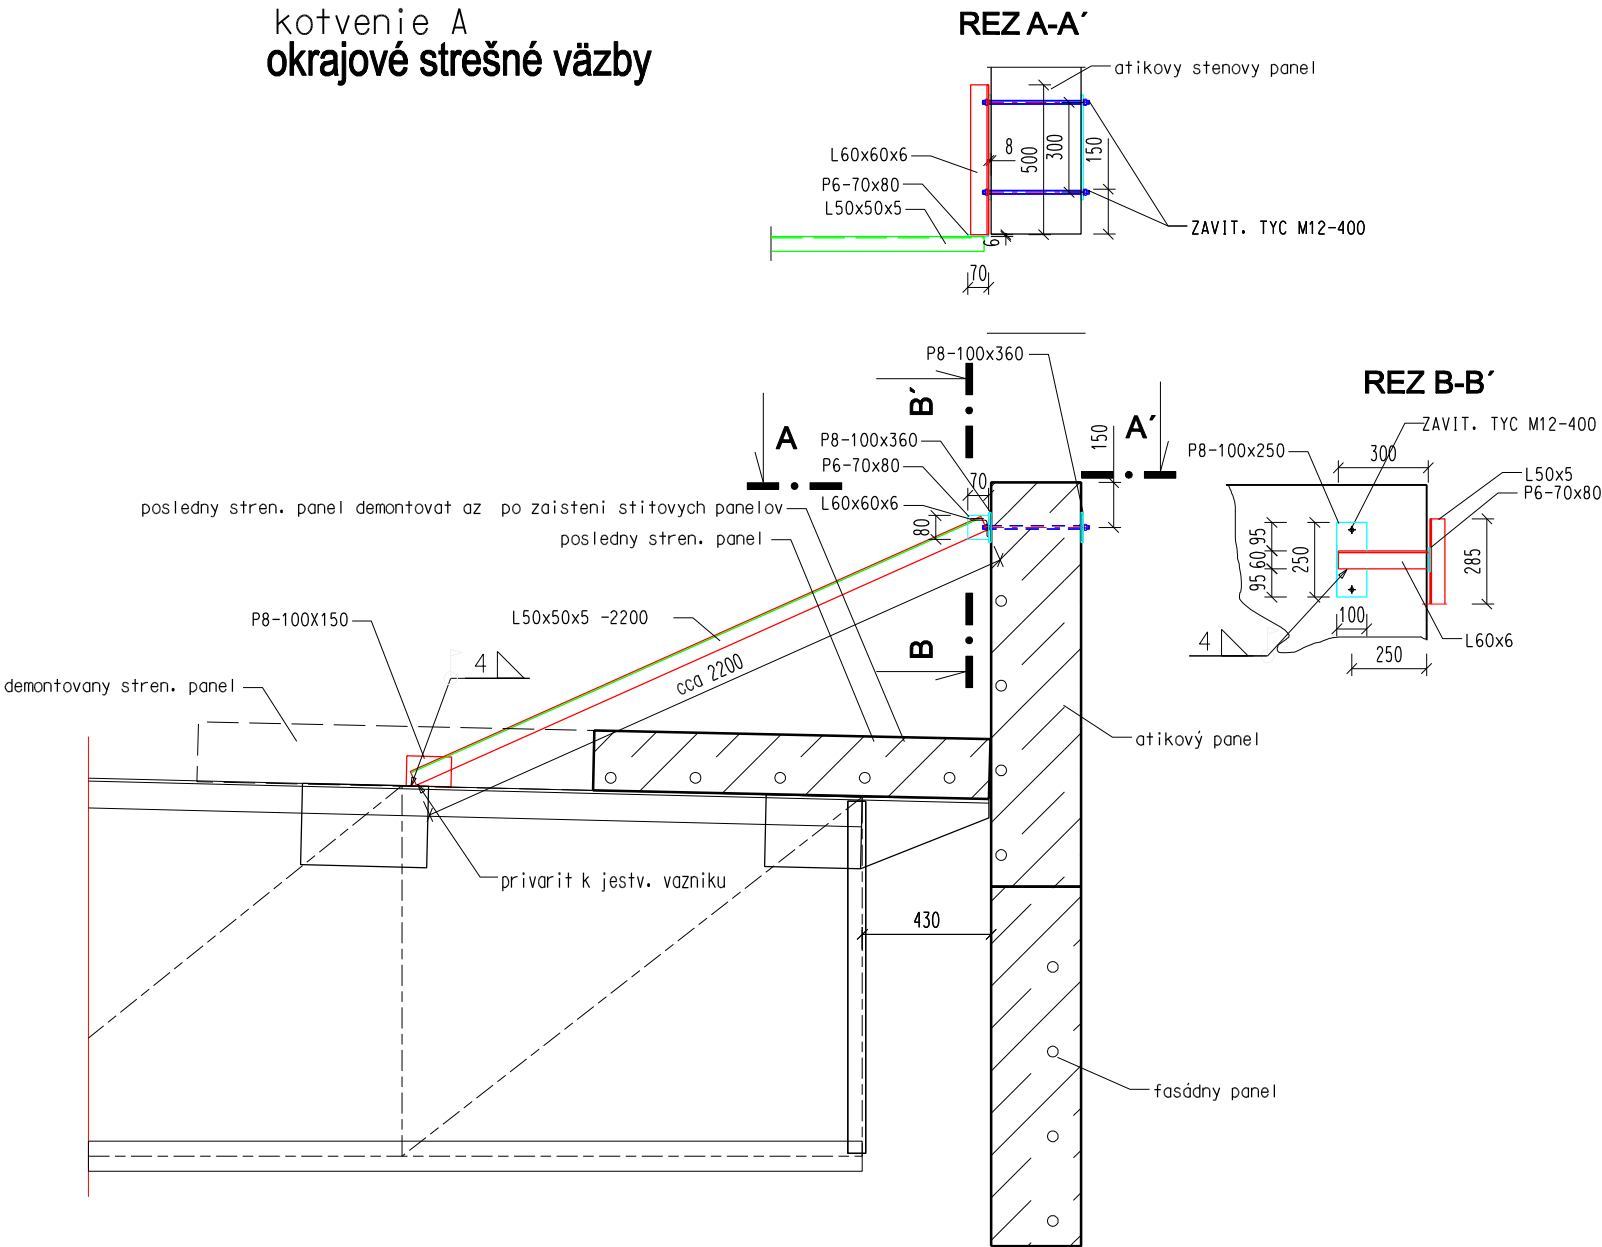 kotvenie A
okrajové strešné väzby
REZ A-A´
atikovy stenovy panel
L60x60x6
P6-70x80
L50x50x5
8
500
300
150
ZAVIT. TYC M12-400
6
70
P8-100x360
B´
A
A´
150
P8-100x360
P6-70x80
L60x60x6
70
80
posledny stren. panel demontovat az po zaisteni stitovych panelov
posledny stren. panel
P8-100X150
L50x50x5 -2200
4
cca 2200
B
demontovany stren. panel
atikový panel
privarit k jestv. vazniku
430
fasádny panel
REZ B-B´
ZAVIT. TYC M12-400
P8-100x250
300
L50x5
P6-70x80
95
60
95
250
285
100
4
L60x6
250